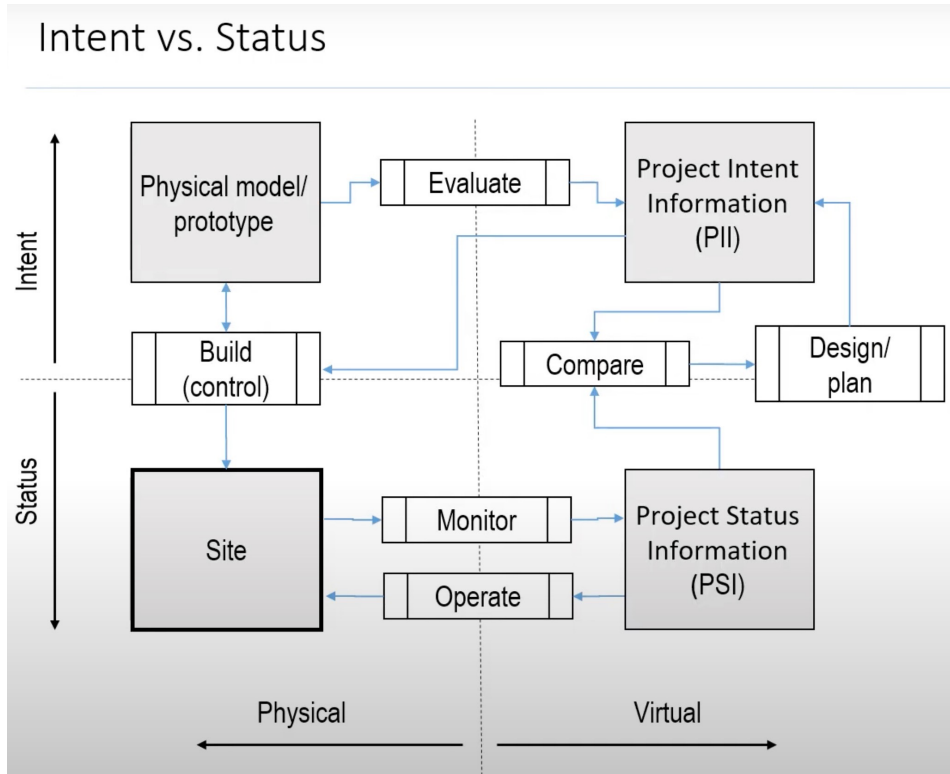 Intent vs. Status
Physical model/
prototype
Evaluate
Project Intent
Information
(PII)
Intent
Build
(control)
Compare
Design/
plan
Status
Site
Monitor
Operate
Project Status
Information
(PSI)
Physical
Virtual